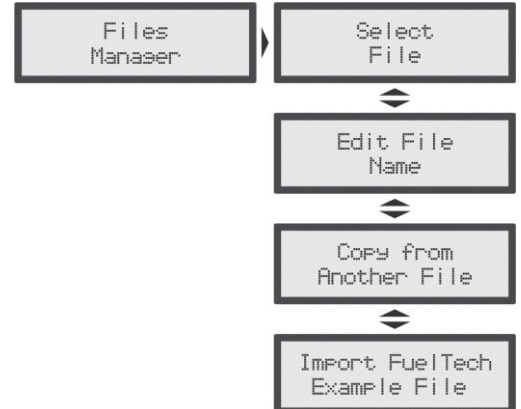 Files
Manager
Select
File
Edit File
Name
Copy from
Another File
Import FuelTech
Example File